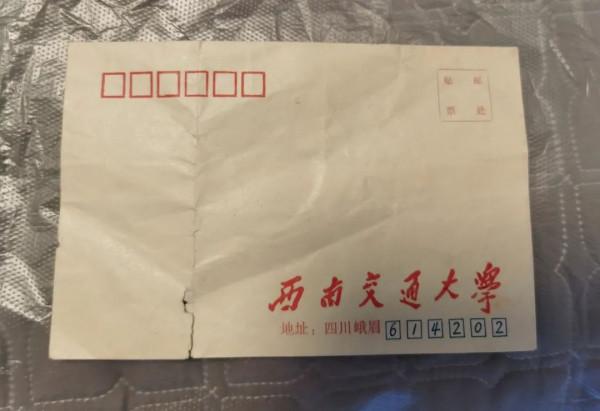 贴邮
票处
西南交通大學
地址：四川峨眉 614202